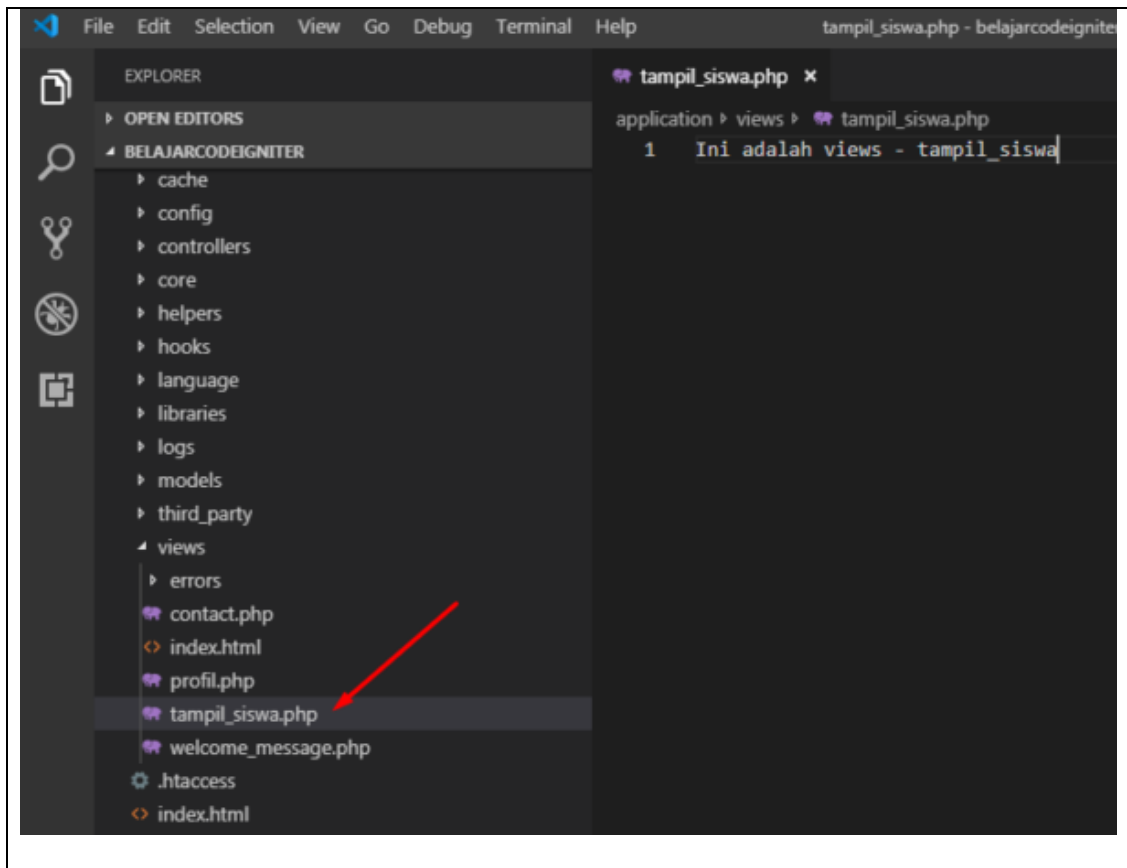 File Edit Selection View Go Debug Terminal Help tampil_siswa.php - belajarcodeigniter
EXPLORER
OPEN EDITORS
BELAJARCODEIGNITER
cache
config
controllers
core
helpers
hooks
language
libraries
logs
models
third_party
views
errors
contact.php
index.html
profil.php
tampil_siswa.php
welcome_message.php
.htaccess
index.html
tampil_siswa.php ×
application views tampil_siswa.php
1 Ini adalah views - tampil_siswa